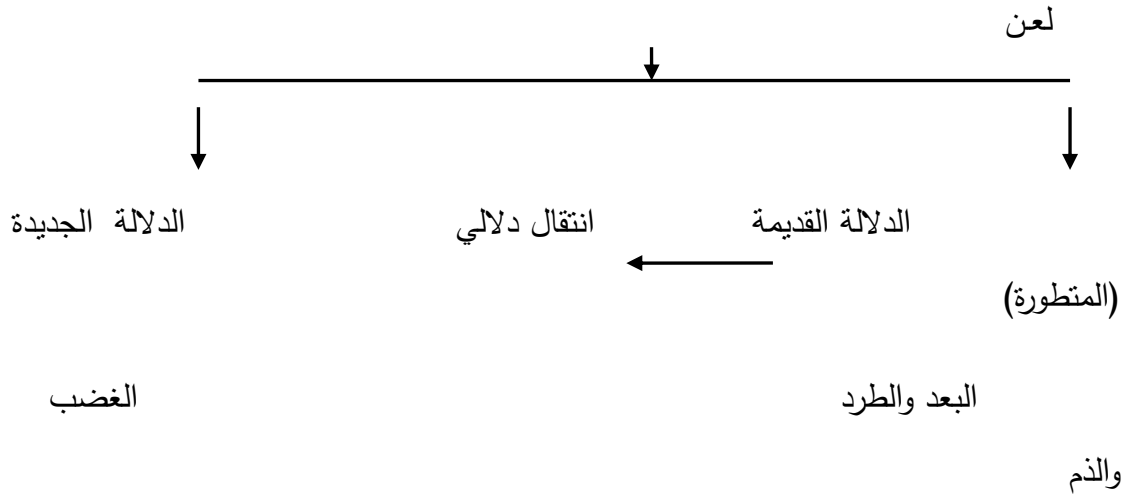 لعن
الدلالة القديمة انتقال دلالي الدلالة الجديدة
(المتطورة)
البعد والطرد الغضب
والذم